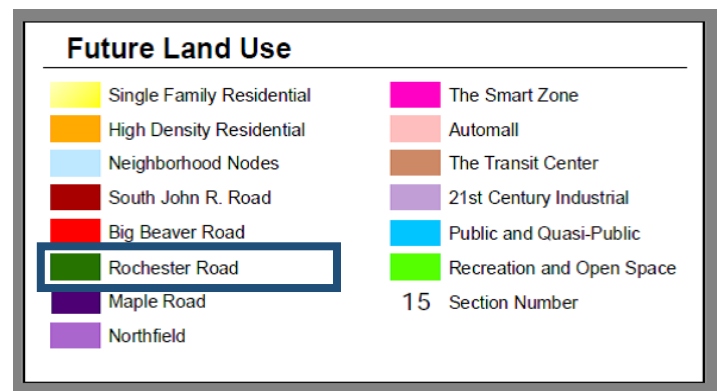 Future Land Use
Single Family Residential
High Density Residential
Neighborhood Nodes
South John R. Road
Big Beaver Road
Rochester Road
Maple Road
Northfield
The Smart Zone
Automall
The Transit Center
21st Century Industrial
Public and Quasi-Public
Recreation and Open Space
15 Section Number